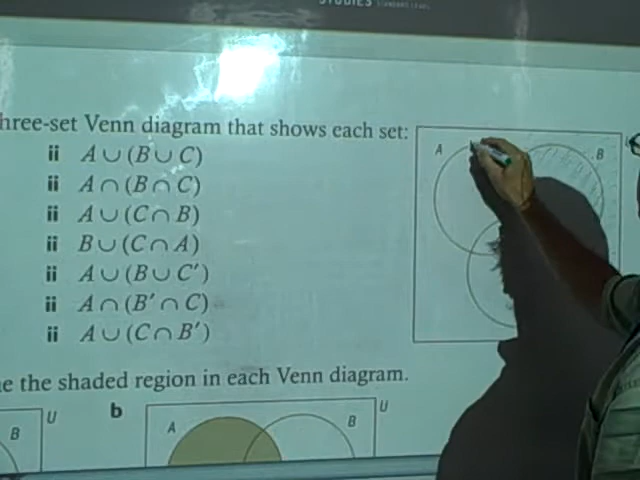 STUDIES
hree-set Venn diagram that shows each set:
ii A∪(B∪C)
ii A∩(B∩C)
ii A∪(C∩B)
ii B∪(C∩A)
ii A∪(B∪C′)
ii A∩(B′∩C)
ii A∪(C∩B′)
A B
e the shaded region in each Venn diagram.
B U b A B U